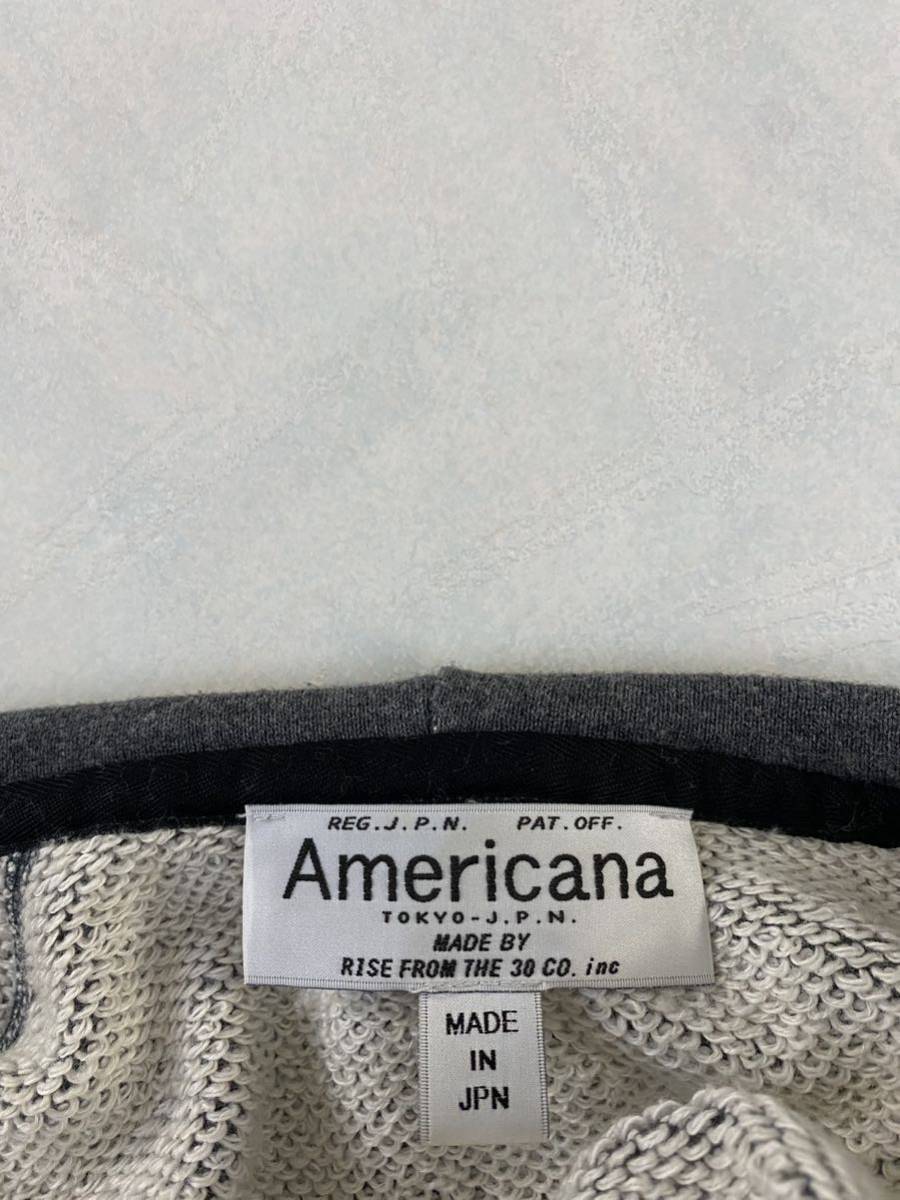 REG.J.P.N. PAT.OFF.
Americana
TOKYO-J.P.N.
MADE BY
RISE FROM THE 30 CO. inc
MADE
IN
JPN